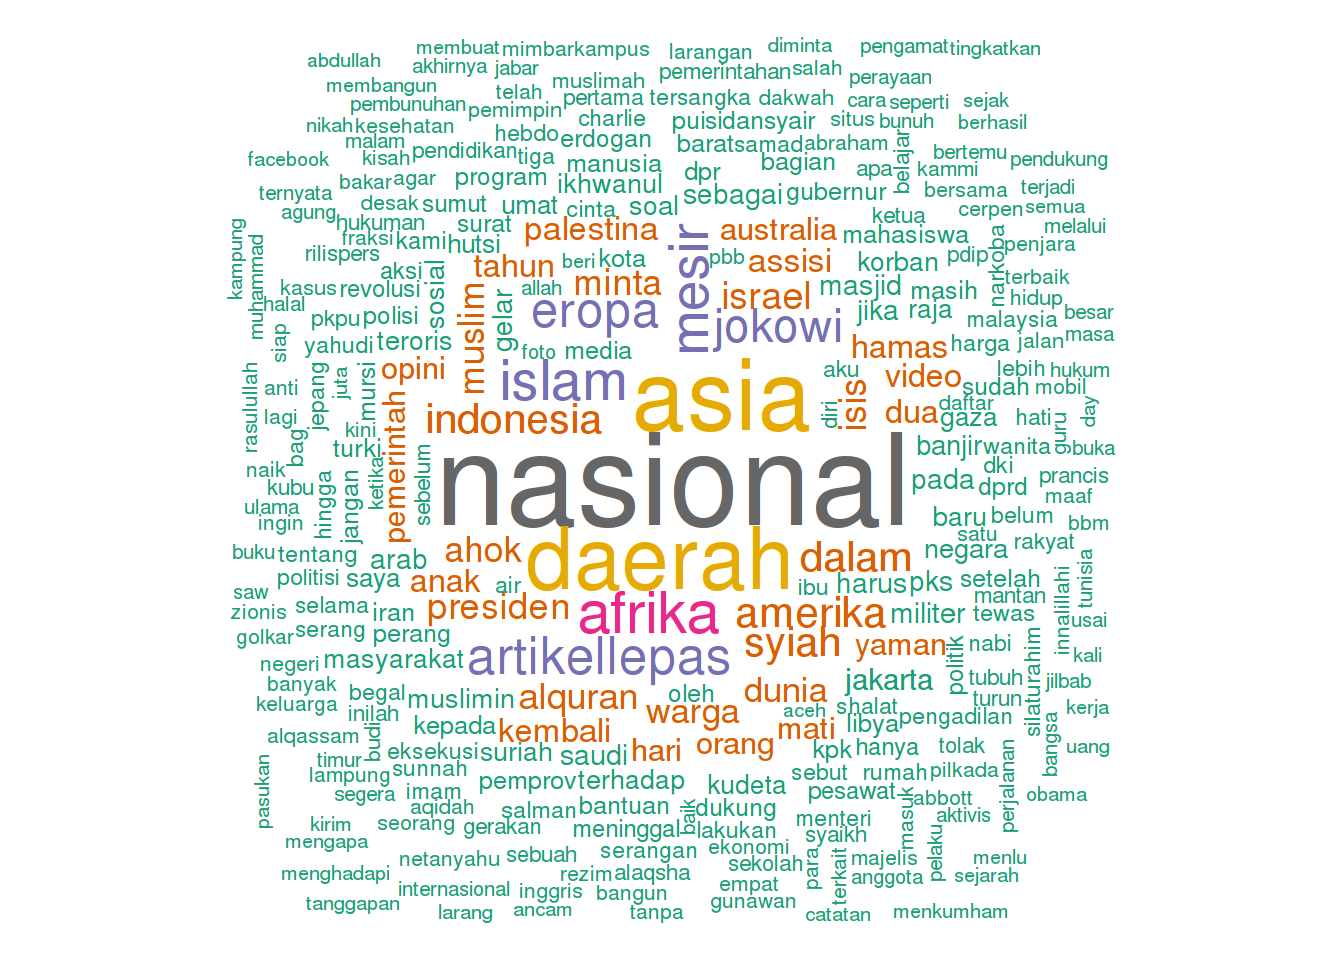 membuat mimbarkampus larangan diminta pengamat tingkatkan
abdullah akhirnya jabar muslimah pemerintahan salah perayaan
membangun telah pertama tersangka dakwah cara seperti sejak
pembunuhan pemimpin charlie puisidansyair situs bunuh berhasil
nikah kesehatan hebdo erdogan barat samad abraham belajar bertemu
malam pendidikan tiga manusia bagian apa kammi pendukung
facebook kisah bakar agar program ikhwanul dpr sebagai gubernur bersama terjadi
ternyata desak sumut umat cinta soal ketua cerpen semua
agung hukuman surat palestina mesir australia mahasiswa melalui
kampung muhammad fraksi kami hutsi beri kota pbb assisi korban pdip narkoba penjara
rilispers aksi sosial tahun minta israel masjid masih terbaik
halal kasus revolusi allah hidup
siap pkpu polisi muslim gelar eropa jokowi jika raja malaysia besar
yahudi teroris foto media hamas harga jalan masa
rasulullah anti jepang juta mursi opini islam asia aku isis video sudah lebih hukum
lagi pemerintah indonesia diri dua daftar gaza hati mobil day
bag kini turki banjir wanita guru buka
naik ketika sebelum nasional pada dki prancis
kubu hingga jangan dprd maaf
ulama ingin baru belum bbm
buku tentang arab ahok daerah dalam negara satu rakyat
politisi saya anak air ibu harus pks setelah tunisia
saw zionis selama iran presiden afrika amerika militer tewas mantan innalillahi usai
golkar serang perang syiah yaman nabi
negeri masyarakat artikellepas politik silaturahim kali
banyak begal muslimin alquran oleh dunia jakarta tubuh jilbab
keluarga inilah kepada kembali warga aceh shalat turun kerja
alqassam budi mati libya pengadilan bangsa
timur eksekusi suriah saudi hari orang kpk hanya tolak uang
pasukan lampung sunnah pemprov terhadap kudeta sebut rumah pilkada perjalanan
segera imam pesawat obama
aqidah salman bantuan baik dukung masuk abbott
kirim seorang gerakan meninggal lakukan menteri aktivis
mengapa syaikh
netanyahu sebuah serangan ekonomi para majelis pelaku menlu
menghadapi rezim alaqsha sekolah terkait anggota sejarah
internasional inggris bangun empat
tanggapan larang ancam tanpa gunawan catatan menkumham